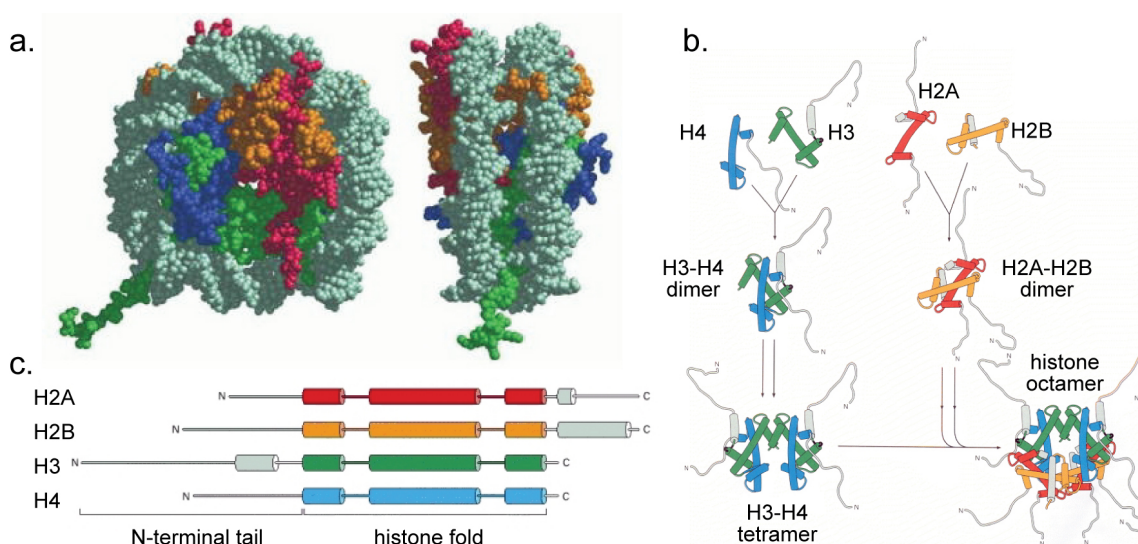 a.
b.
N
N
H2A
H4
H3
H2B
N
N
N
N
H3-H4
dimer
H2A-H2B
dimer
N
N
N
histone
octamer
N
N
N
N
N
N
N
N
N
N
H3-H4
tetramer
c.
H2A N C
H2B N C
H3 N C
H4 N C
N-terminal tail histone fold